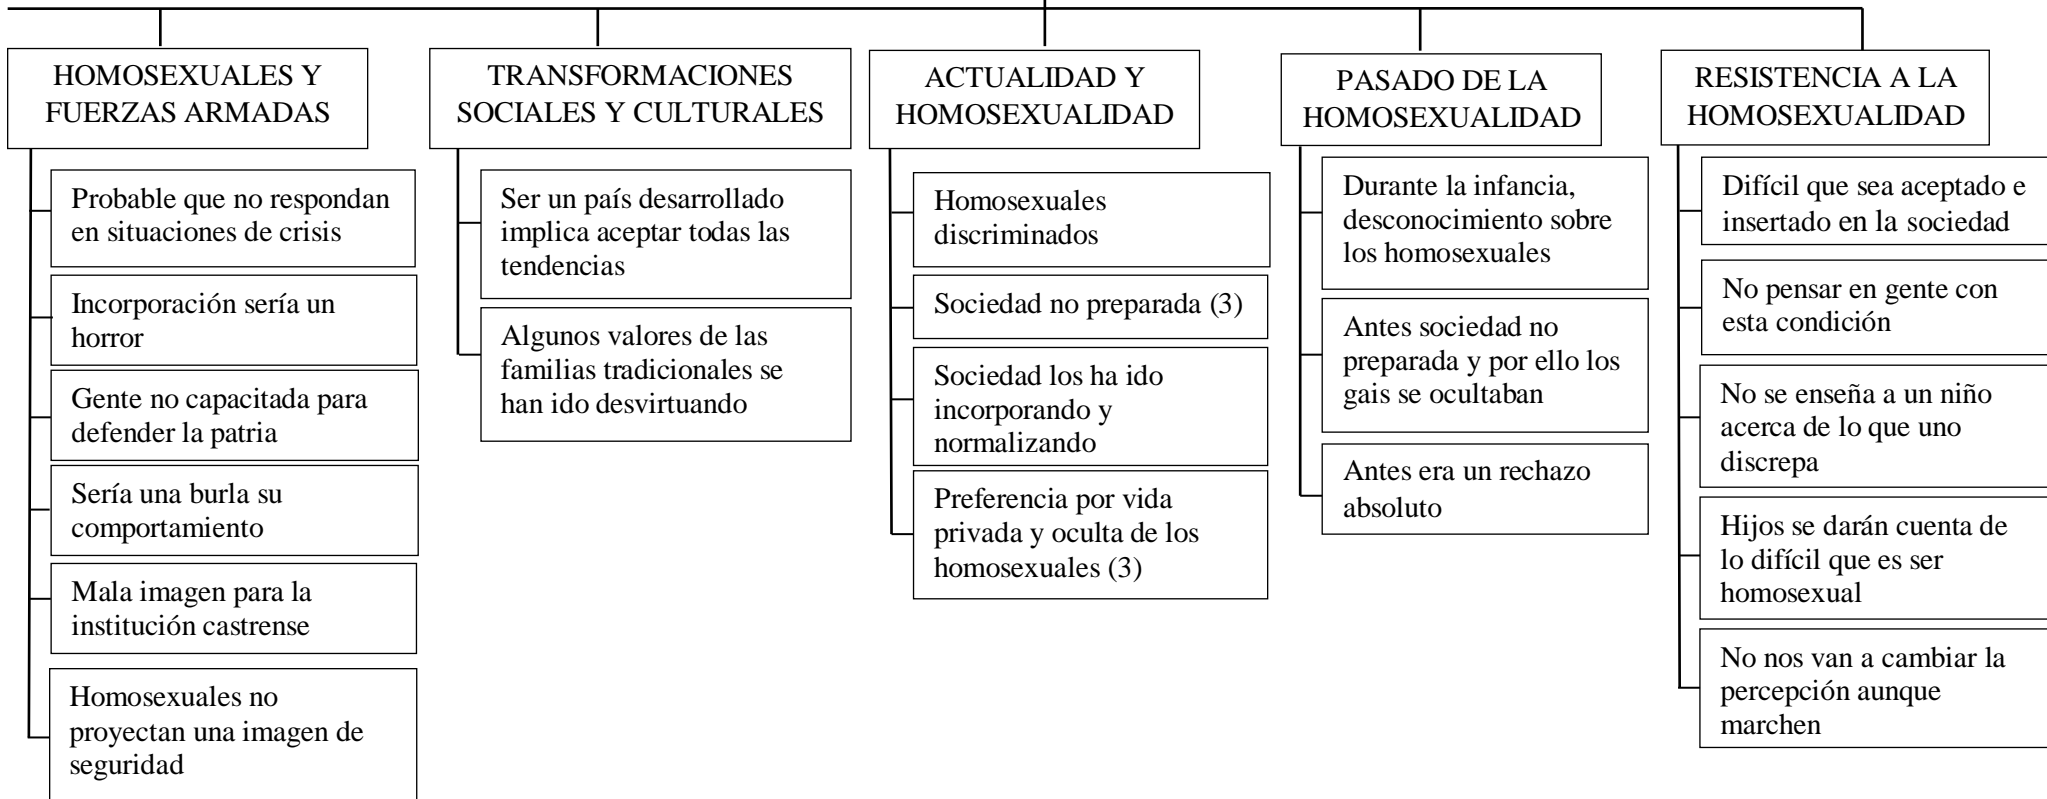 HOMOSEXUALES Y
FUERZAS ARMADAS
Probable que no respondan
en situaciones de crisis
Incorporación sería un
horror
Gente no capacitada para
defender la patria
Sería una burla su
comportamiento
Mala imagen para la
institución castrense
Homosexuales no
proyectan una imagen de
seguridad
TRANSFORMACIONES
SOCIALES Y CULTURALES
Ser un país desarrollado
implica aceptar todas las
tendencias
Algunos valores de las
familias tradicionales se
han ido desvirtuando
ACTUALIDAD Y
HOMOSEXUALIDAD
Homosexuales
discriminados
Sociedad no preparada (3)
Sociedad los ha ido
incorporando y
normalizando
Preferencia por vida
privada y oculta de los
homosexuales (3)
PASADO DE LA
HOMOSEXUALIDAD
Durante la infancia,
desconocimiento sobre
los homosexuales
Antes sociedad no
preparada y por ello los
gais se ocultaban
Antes era un rechazo
absoluto
RESISTENCIA A LA
HOMOSEXUALIDAD
Difícil que sea aceptado e
insertado en la sociedad
No pensar en gente con
esta condición
No se enseña a un niño
acerca de lo que uno
discrepa
Hijos se darán cuenta de
lo difícil que es ser
homosexual
No nos van a cambiar la
percepción aunque
marchen